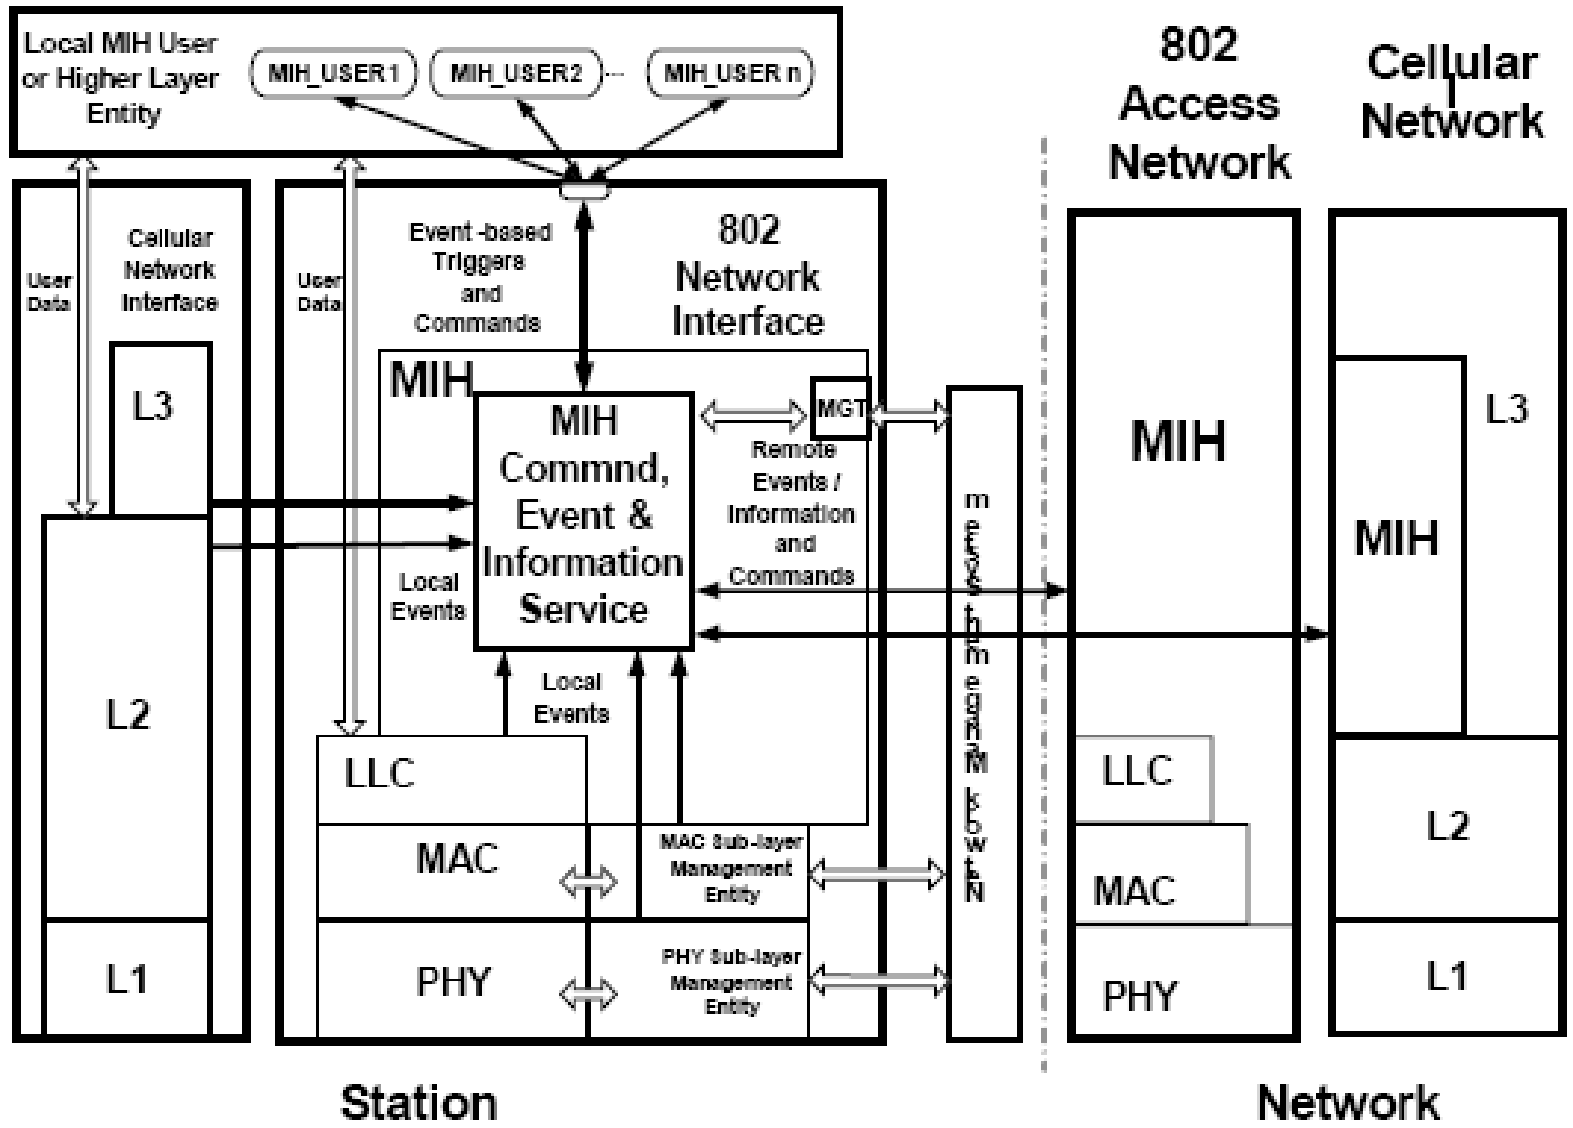 Local MIH User
or Higher Layer
Entity
MIH_USER1
MIH_USER2
...
MIH_USER n
802
Access
Network
Cellular
Network
User
Data
Cellular
Network
Interface
User
Data
Event -based
Triggers
and
Commands
802
Network
Interface
L3
L2
L1
MIH
MIH
Commnd,
Event &
Information
Service
MGT
Remote
Events /
Information
and
Commands
Local
Events
Local
Events
LLC
MAC
PHY
MAC Sub-layer
Management
Entity
PHY Sub-layer
Management
Entity
Network Management System
MIH
LLC
MAC
PHY
L3
MIH
L2
L1
Station
Network